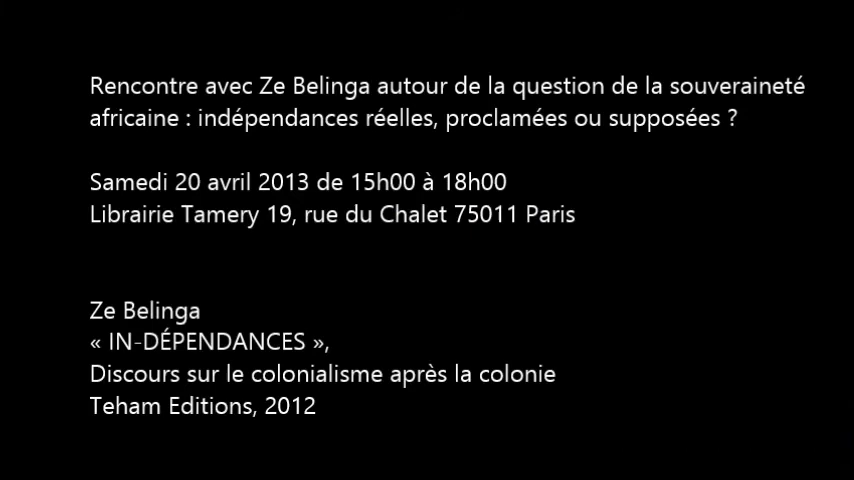 Rencontre avec Ze Belinga autour de la question de la souveraineté
africaine : indépendances réelles, proclamées ou supposées ?
Samedi 20 avril 2013 de 15h00 à 18h00
Librairie Tamery 19, rue du Chalet 75011 Paris
Ze Belinga
« IN-DÉPENDANCES »,
Discours sur le colonialisme après la colonie
Teham Editions, 2012